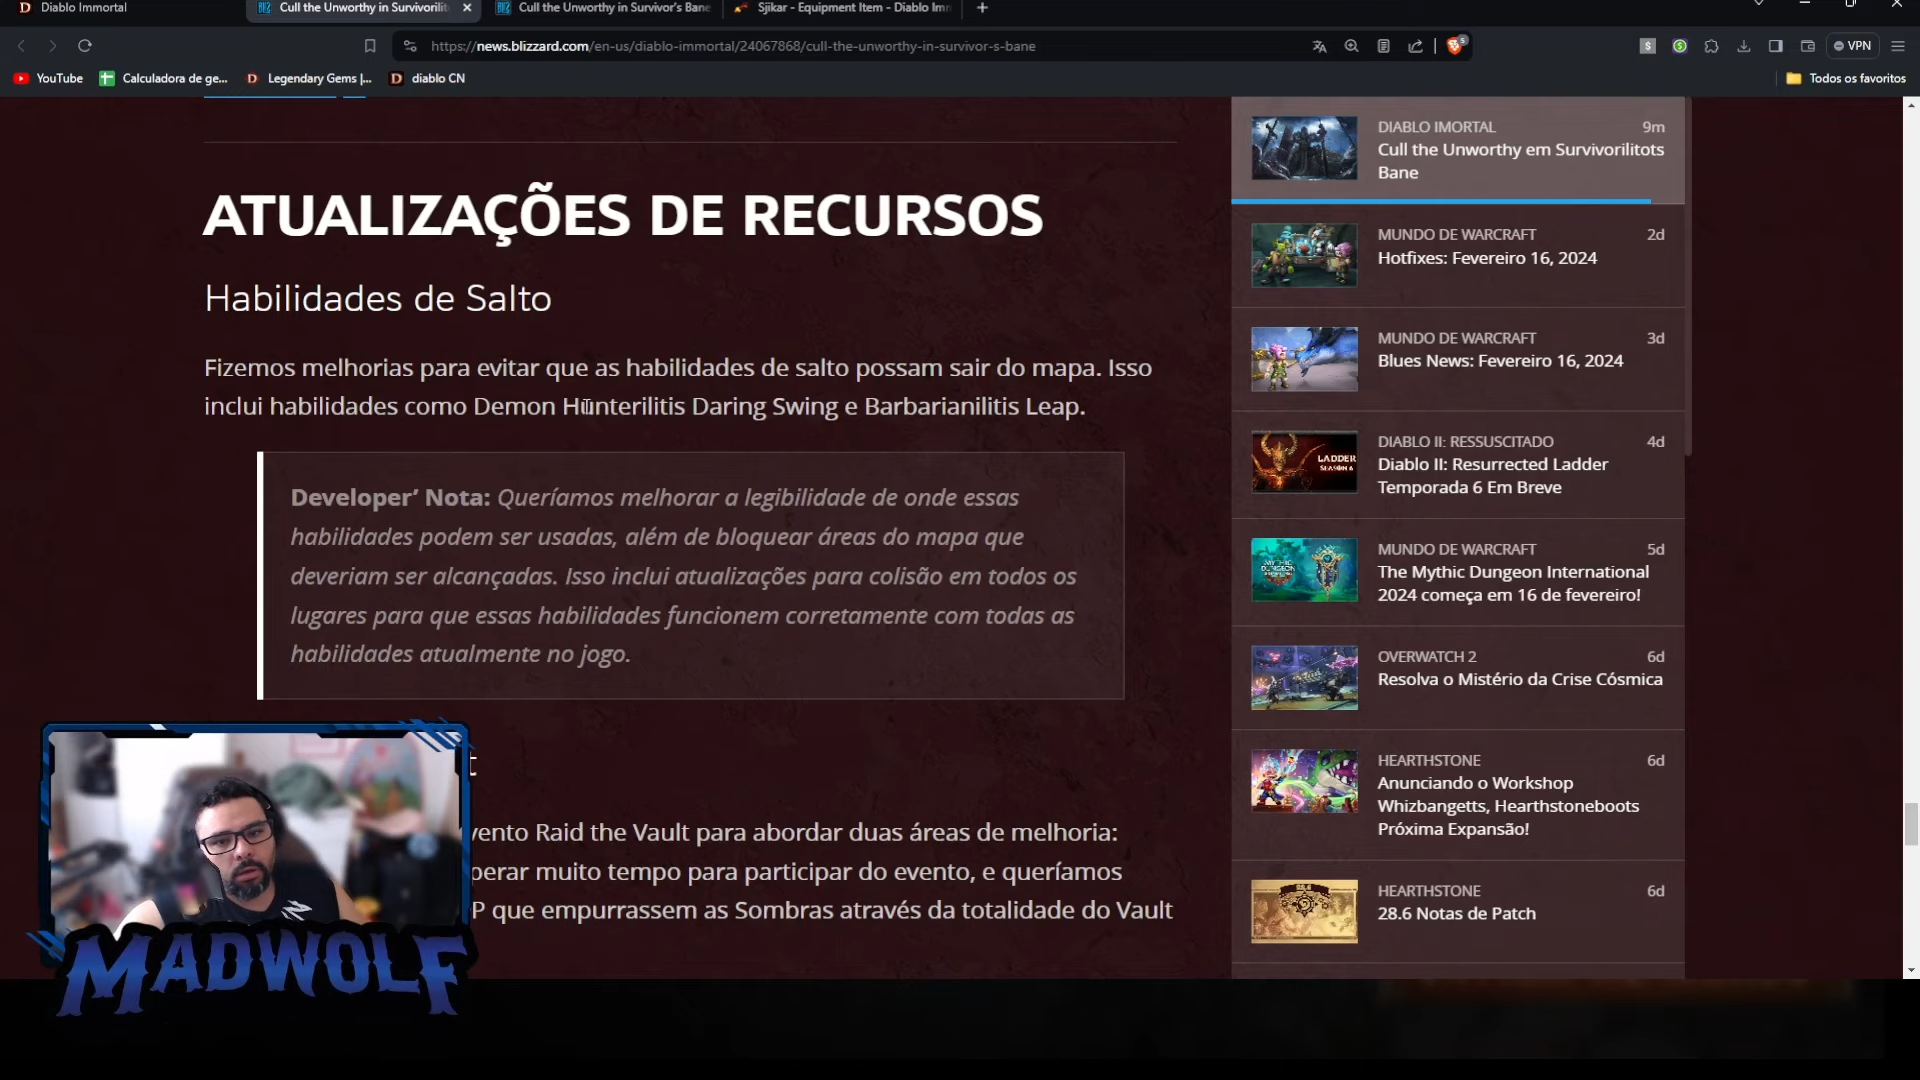 Diablo Immortal
Cull the Unworthy in Survivorilit
Cull the Unworthy in Survivor's Bane
Sjikar - Equipment Item - Diablo Imm
https://news.blizzard.com/en-us/diablo-immortal/24067868/cull-the-unworthy-in-survivor-s-bane
5
VPN
YouTube
Calculadora de ge...
Legendary Gems |...
diablo CN
Todos os favoritos
ATUALIZAÇÕES DE RECURSOS
Habilidades de Salto
Fizemos melhorias para evitar que as habilidades de salto possam sair do mapa. Isso
inclui habilidades como Demon Hunterilitis Daring Swing e Barbarianilitis Leap.
Developer’ Nota: Queríamos melhorar a legibilidade de onde essas
habilidades podem ser usadas, além de bloquear áreas do mapa que
deveriam ser alcançadas. Isso inclui atualizações para colisão em todos os
lugares para que essas habilidades funcionem corretamente com todas as
habilidades atualmente no jogo.
vento Raid the Vault para abordar duas áreas de melhoria:
perar muito tempo para participar do evento, e queríamos
P que empurrassem as Sombras através da totalidade do Vault
MADWOLF
DIABLO IMORTAL 9m
Cull the Unworthy em Survivorilitots
Bane
MUNDO DE WARCRAFT 2d
Hotfixes: Fevereiro 16, 2024
MUNDO DE WARCRAFT 3d
Blues News: Fevereiro 16, 2024
LADDER
SEASON 6
DIABLO II: RESSUSCITADO 4d
Diablo II: Resurrected Ladder
Temporada 6 Em Breve
MYTHIC
DUNGEON
MUNDO DE WARCRAFT 5d
The Mythic Dungeon International
2024 começa em 16 de fevereiro!
OVERWATCH 2 6d
Resolva o Mistério da Crise Cósmica
HEARTHSTONE 6d
Anunciando o Workshop
Whizbangetts, Hearthstoneboots
Próxima Expansão!
HEARTHSTONE 6d
28.6 Notas de Patch